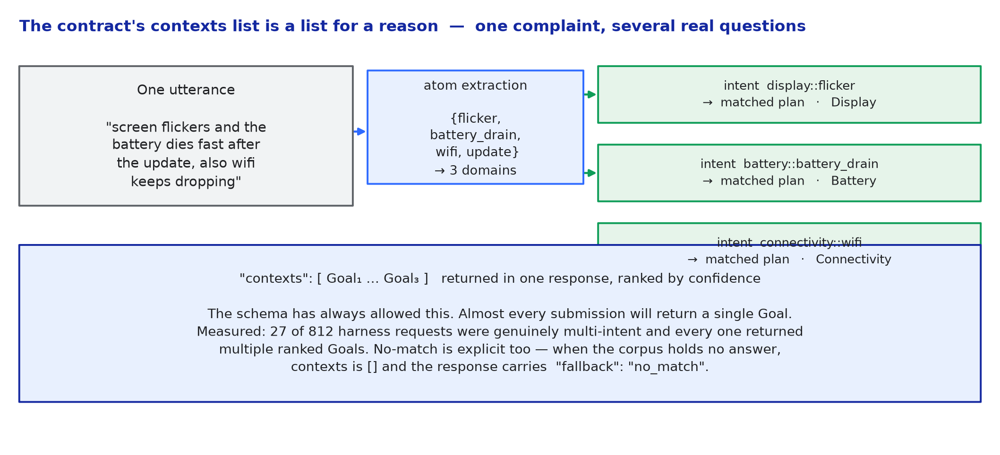 The contract's contexts list is a list for a reason — one complaint, several real questions
One utterance
"screen flickers and the
battery dies fast after
the update, also wifi
keeps dropping"
atom extraction
{flicker,
battery_drain,
wifi, update}
→ 3 domains
intent display::flicker
→ matched plan · Display
intent battery::battery_drain
→ matched plan · Battery
intent connectivity::wifi
→ matched plan · Connectivity
"contexts": [ Goal₁ … Goal₃ ] returned in one response, ranked by confidence
The schema has always allowed this. Almost every submission will return a single Goal.
Measured: 27 of 812 harness requests were genuinely multi-intent and every one returned
multiple ranked Goals. No-match is explicit too — when the corpus holds no answer,
contexts is [] and the response carries "fallback": "no_match".